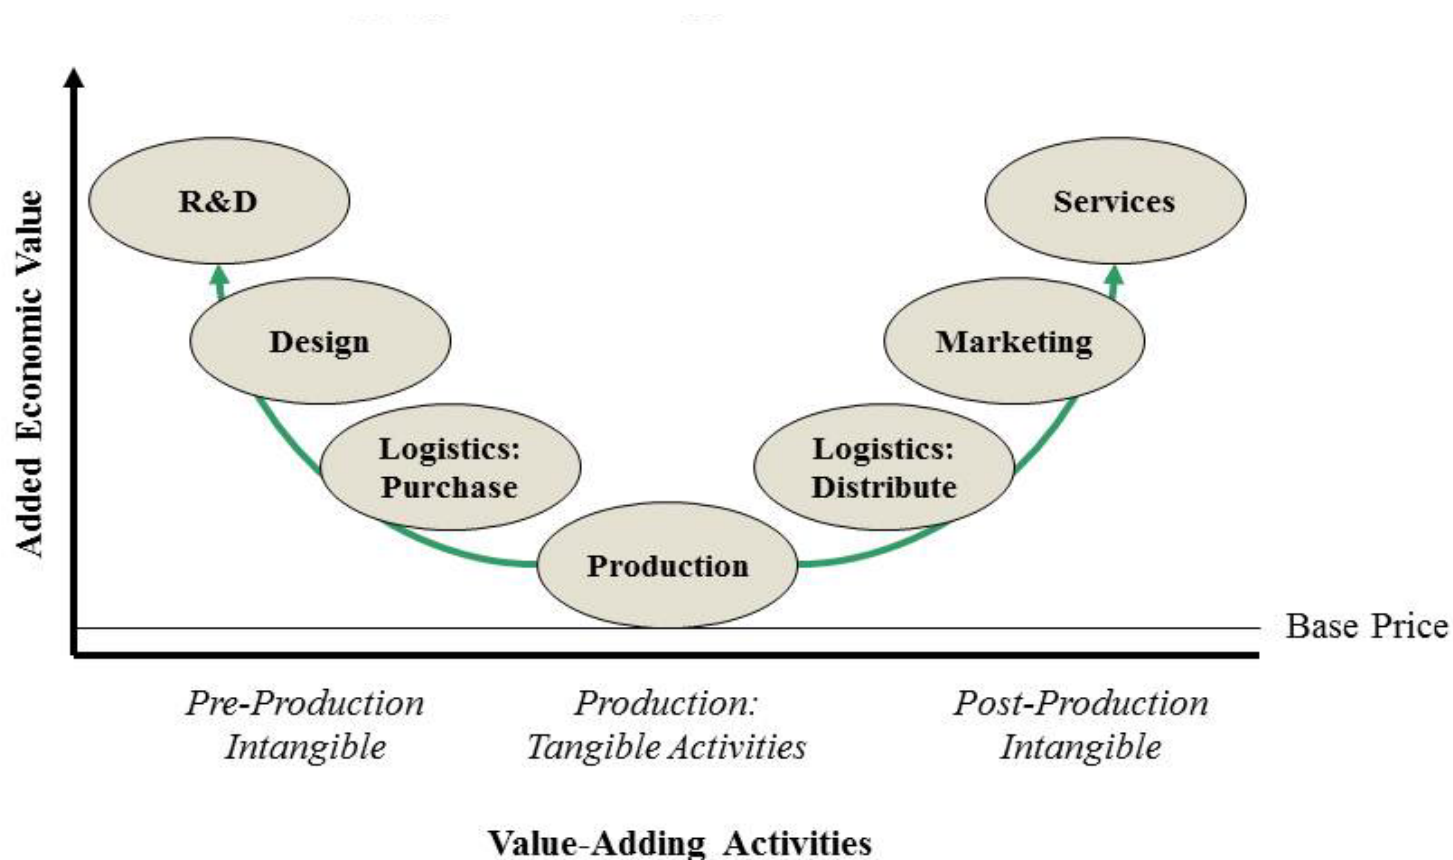 Added Economic Value
R&D
Services
Design
Marketing
Logistics:
Purchase
Logistics:
Distribute
Production
Base Price
Pre-Production
Intangible
Production:
Tangible Activities
Post-Production
Intangible
Value-Adding Activities